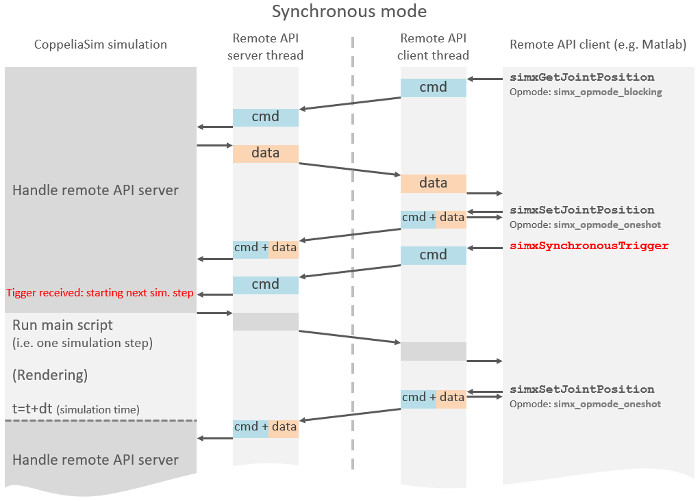 Synchronous mode
CoppeliaSim simulation
Remote API
server thread
Remote API
client thread
Remote API client (e.g. Matlab)
simxGetJointPosition
Opmode: simx_opmode_blocking
cmd
cmd
data
data
Handle remote API server
simxSetJointPosition
Opmode: simx_opmode_oneshot
cmd + data
cmd + data
simxSynchronousTrigger
cmd
cmd
Tigger received: starting next sim. step
Run main script
(i.e. one simulation step)
(Rendering)
simxSetJointPosition
Opmode: simx_opmode_oneshot
cmd + data
t=t+dt (simulation time)
cmd + data
Handle remote API server